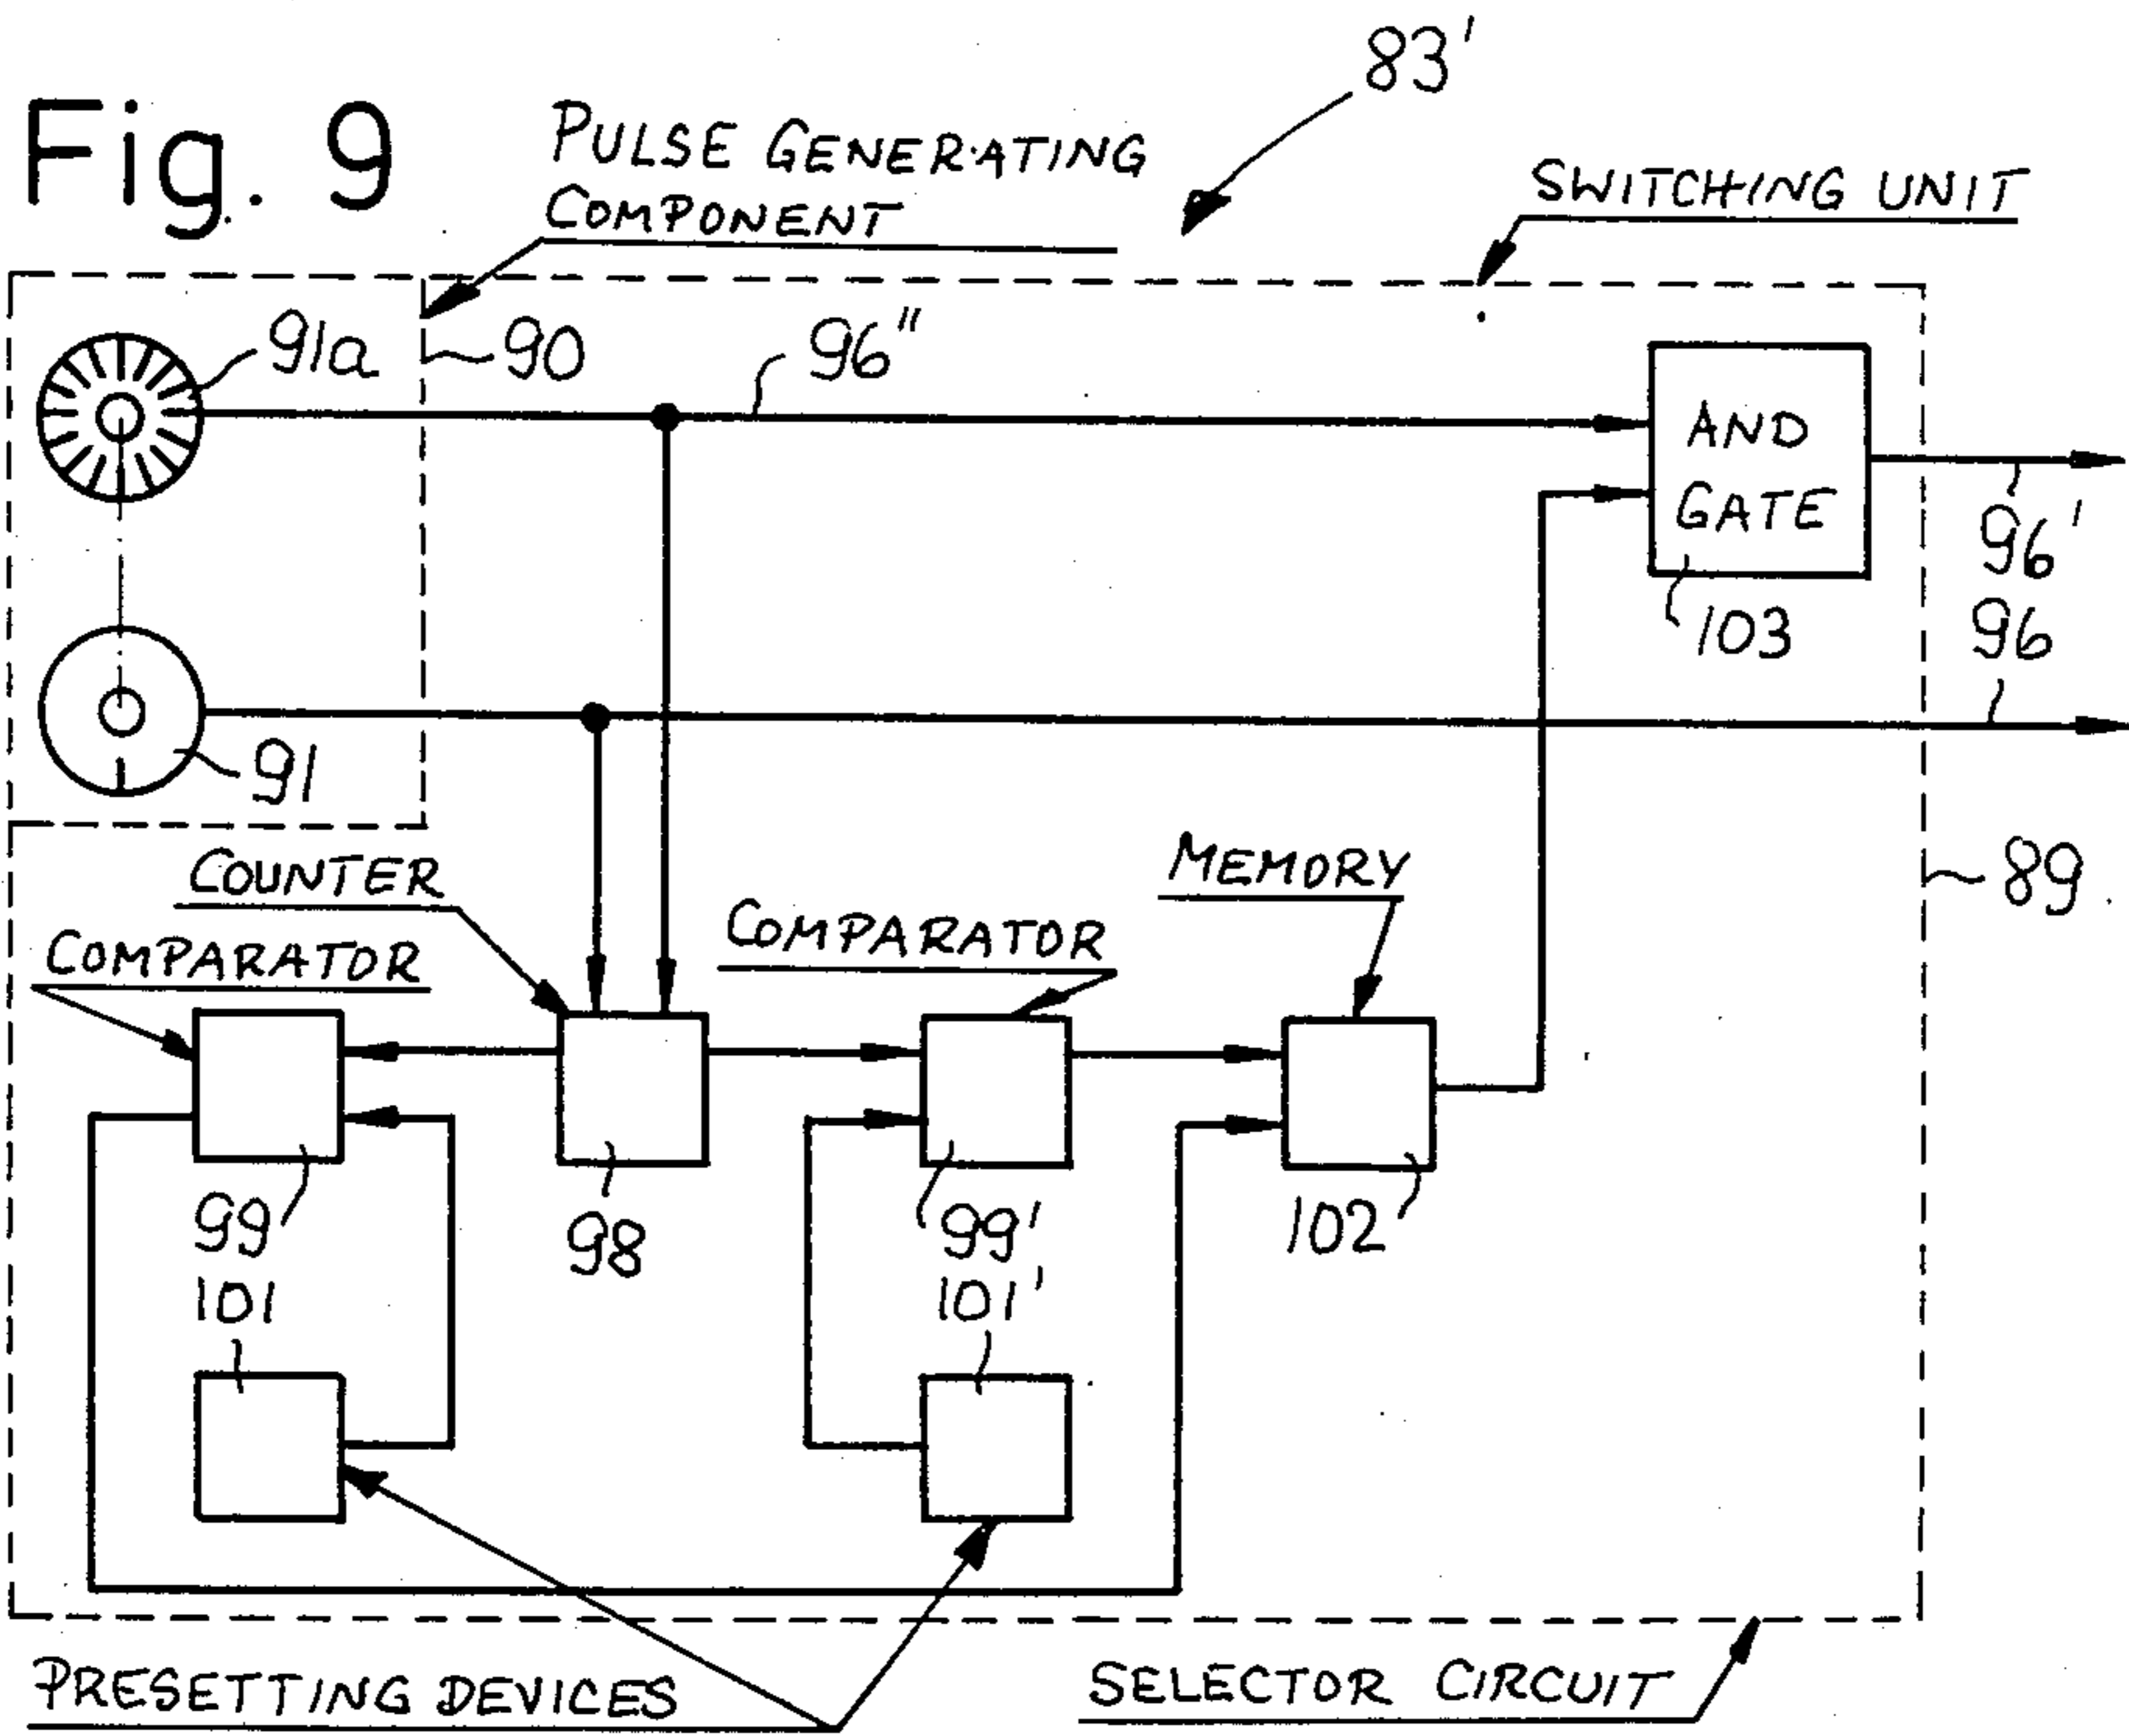 Fig. 9
83'
PULSE GENERATING
COMPONENT
SWITCHING UNIT
91a
90
96"
AND
GATE
96'
103
96
91
COUNTER
MEMORY
89
COMPARATOR
COMPARATOR
99
98
99'
102
101
101'
PRESETTING DEVICES
SELECTOR CIRCUIT